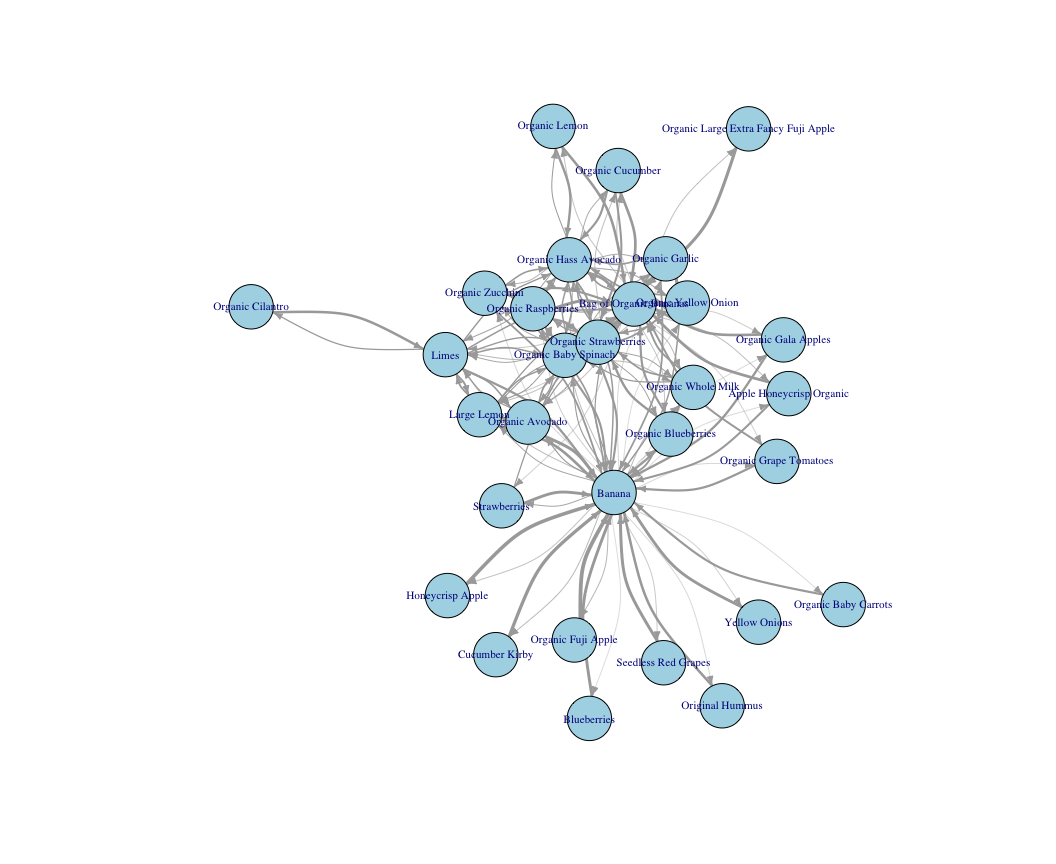 Organic Lemon
Organic Large Extra Fancy Fuji Apple
Organic Cucumber
Organic Hass Avocado
Organic Garlic
Organic Zucchini
Organic Raspberries
Bag of Organic Bananas
Organic Yellow Onion
Organic Cilantro
Organic Strawberries
Organic Gala Apples
Limes
Organic Baby Spinach
Organic Whole Milk
Apple Honeycrisp Organic
Large Lemon
Organic Avocado
Organic Blueberries
Organic Grape Tomatoes
Banana
Strawberries
Honeycrisp Apple
Organic Baby Carrots
Yellow Onions
Organic Fuji Apple
Cucumber Kirby
Seedless Red Grapes
Original Hummus
Blueberries